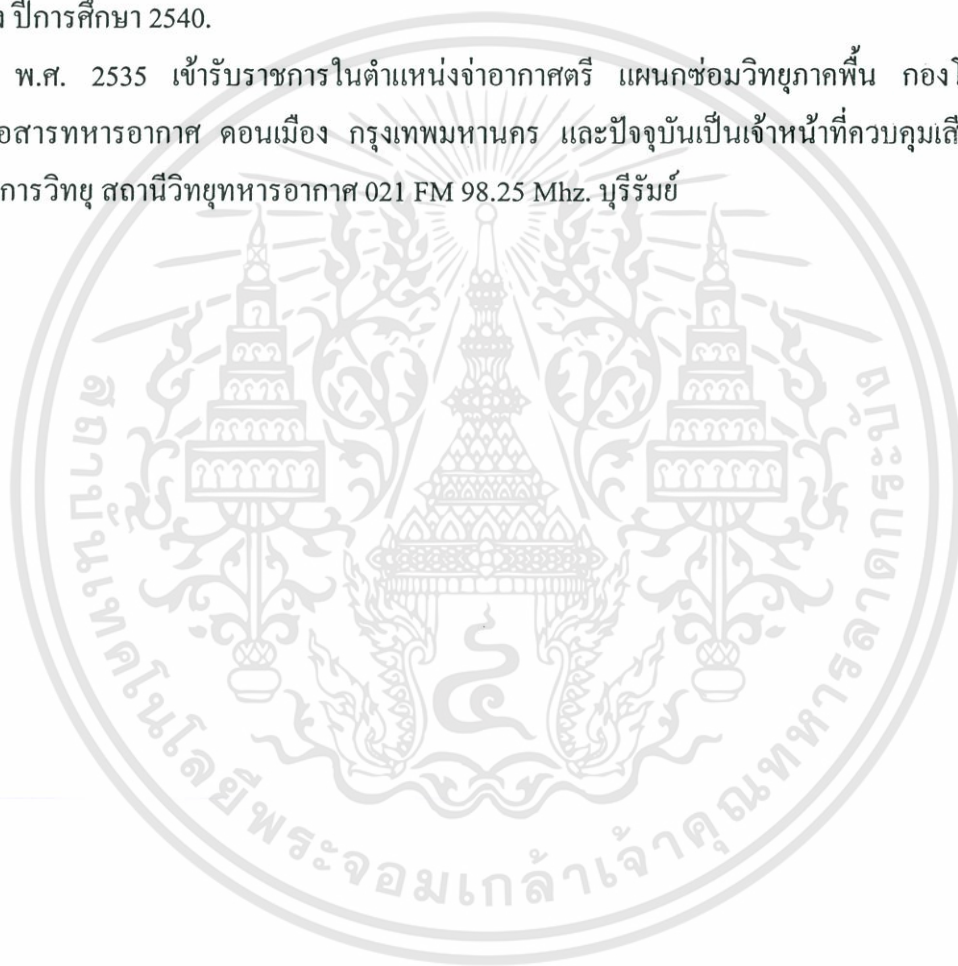 ง ปีการศึกษา 2540.
พ.ศ. 2535 เข้ารับราชการในตำแหน่งจ่าอากาศตรี แผนกซ่อมวิทยุภาคพื้น กองโ
อสารทหารอากาศ ดอนเมือง กรุงเทพมหานคร และปัจจุบันเป็นเจ้าหน้าที่ควบคุมเสี
การวิทยุ สถานีวิทยุทหารอากาศ 021 FM 98.25 Mhz. บุรีรัมย์
สถาบันเทคโนโลยีพระจอมเกล้าเจ้าคุณทหารลาดกระบัง